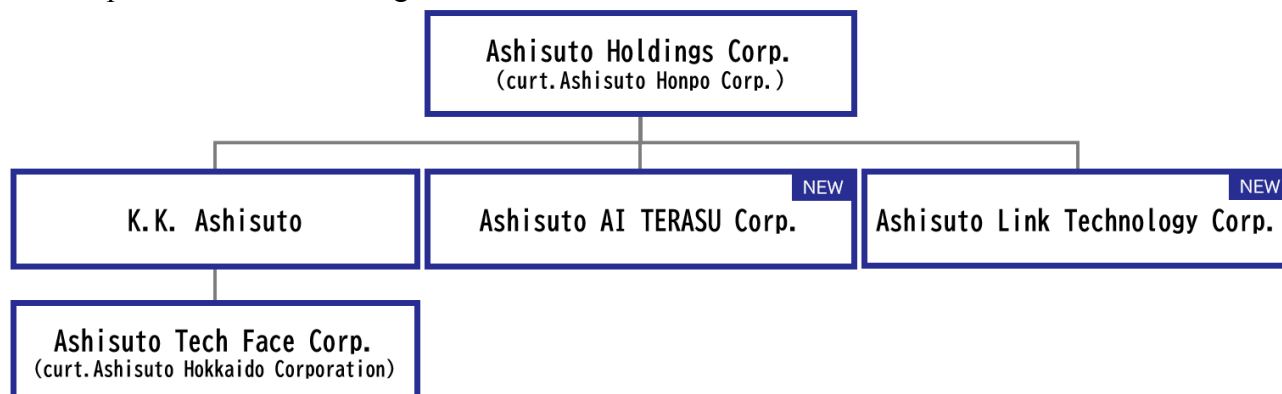 Ashisuto Holdings Corp.
(curt.Ashisuto Honpo Corp.)
K.K. Ashisuto
NEW
Ashisuto AI TERASU Corp.
NEW
Ashisuto Link Technology Corp.
Ashisuto Tech Face Corp.
(curt.Ashisuto Hokkaido Corporation)